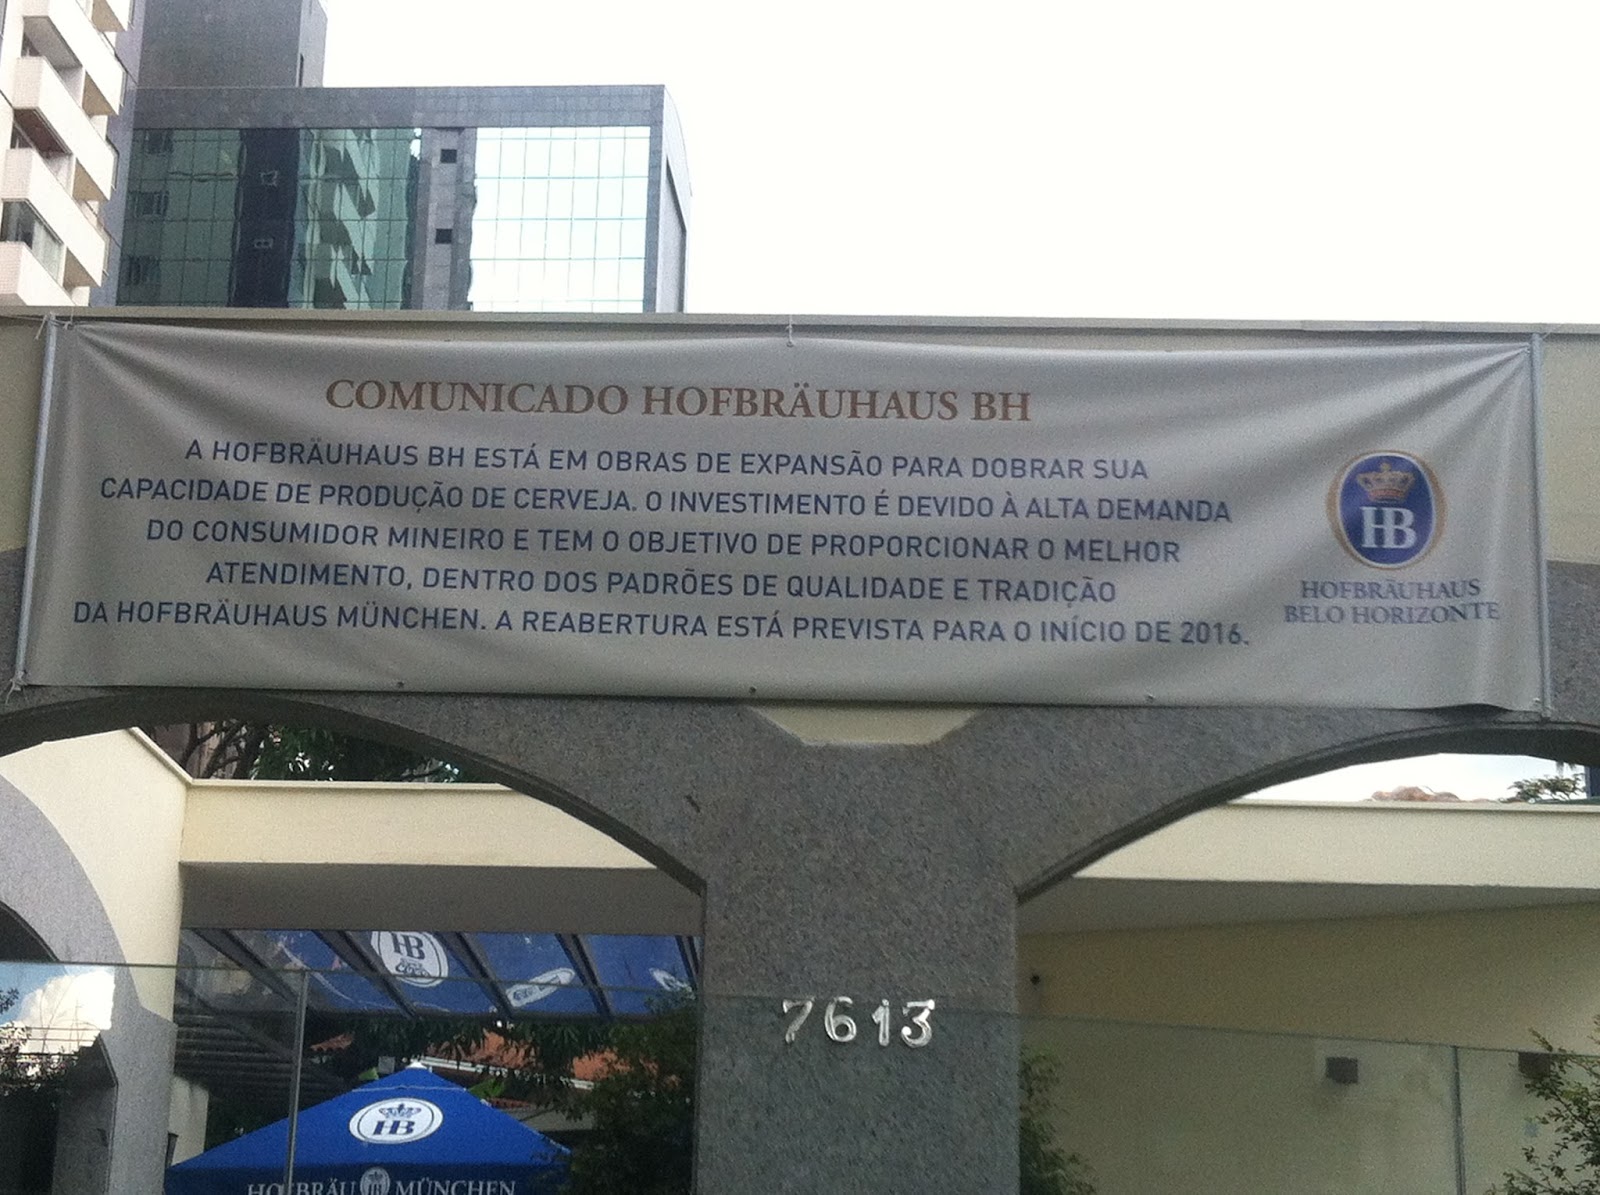 COMUNICADO HOFBRÄUHAUS BH
A HOFBRÄUHAUS BH ESTÁ EM OBRAS DE EXPANSÃO PARA DOBRAR SUA
CAPACIDADE DE PRODUÇÃO DE CERVEJA. O INVESTIMENTO É DEVIDO À ALTA DEMANDA
DO CONSUMIDOR MINEIRO E TEM O OBJETIVO DE PROPORCIONAR O MELHOR
ATENDIMENTO, DENTRO DOS PADRÕES DE QUALIDADE E TRADIÇÃO
DA HOFBRÄUHAUS MÜNCHEN. A REABERTURA ESTÁ PREVISTA PARA O INÍCIO DE 2016.
HB
HOFBRÄUHAUS
BELO HORIZONTE
HB
7613
HB
HOFBRÄU HB MÜNCHEN